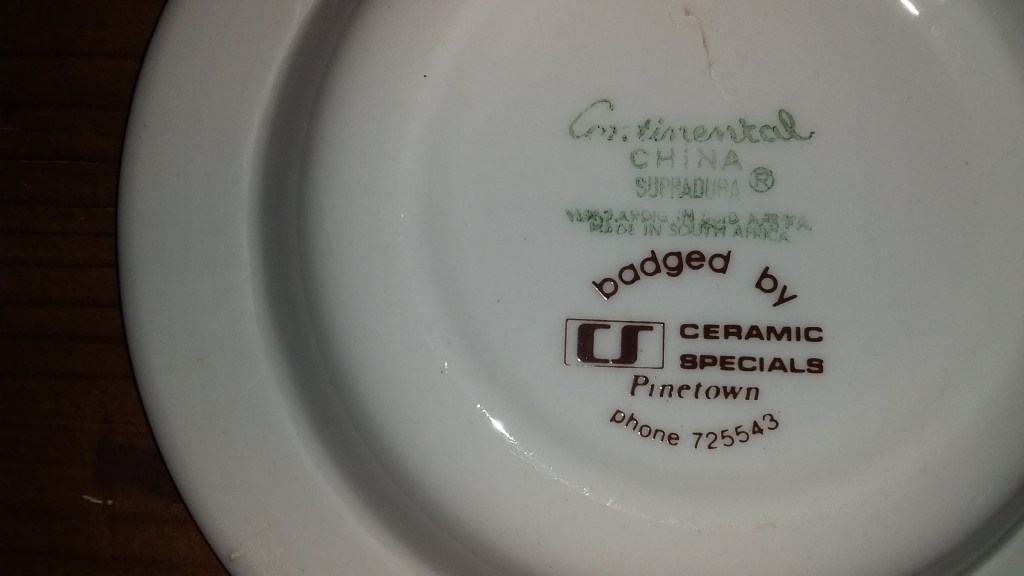 Continental
CHINA
SUPRADURA ®
MADE IN SOUTH AFRICA
badged by
CS CERAMIC
SPECIALS
Pinetown
phone 725543